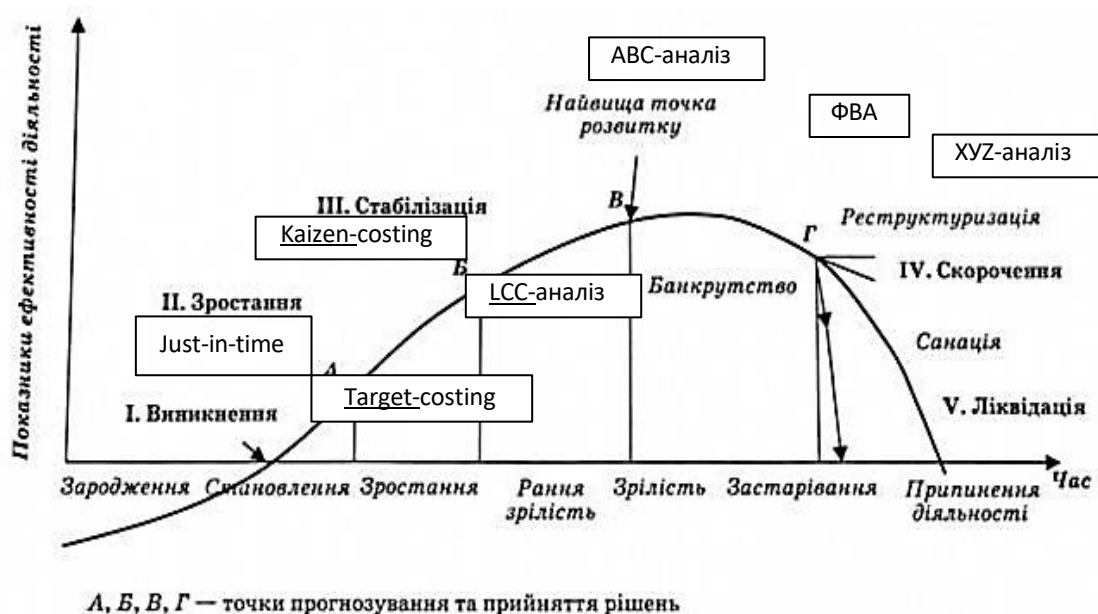 Показники ефективності діяльності
АВС-аналіз
Найвища точка
розвитку
ФВА
ХУZ-аналіз
III. Стабілізація
Kaizen-costing
Б
В
Г
Реструктуризація
IV. Скорочення
LCC-аналіз
Банкрутство
II. Зростання
Just-in-time
А
Target-costing
Санація
I. Виникнення
V. Ліквідація
Час
Зародження
Становлення
Зростання
Рання
зрілість
Зрілість
Застарівання
Припинення
діяльності
А, Б, В, Г — точки прогнозування та прийняття рішень